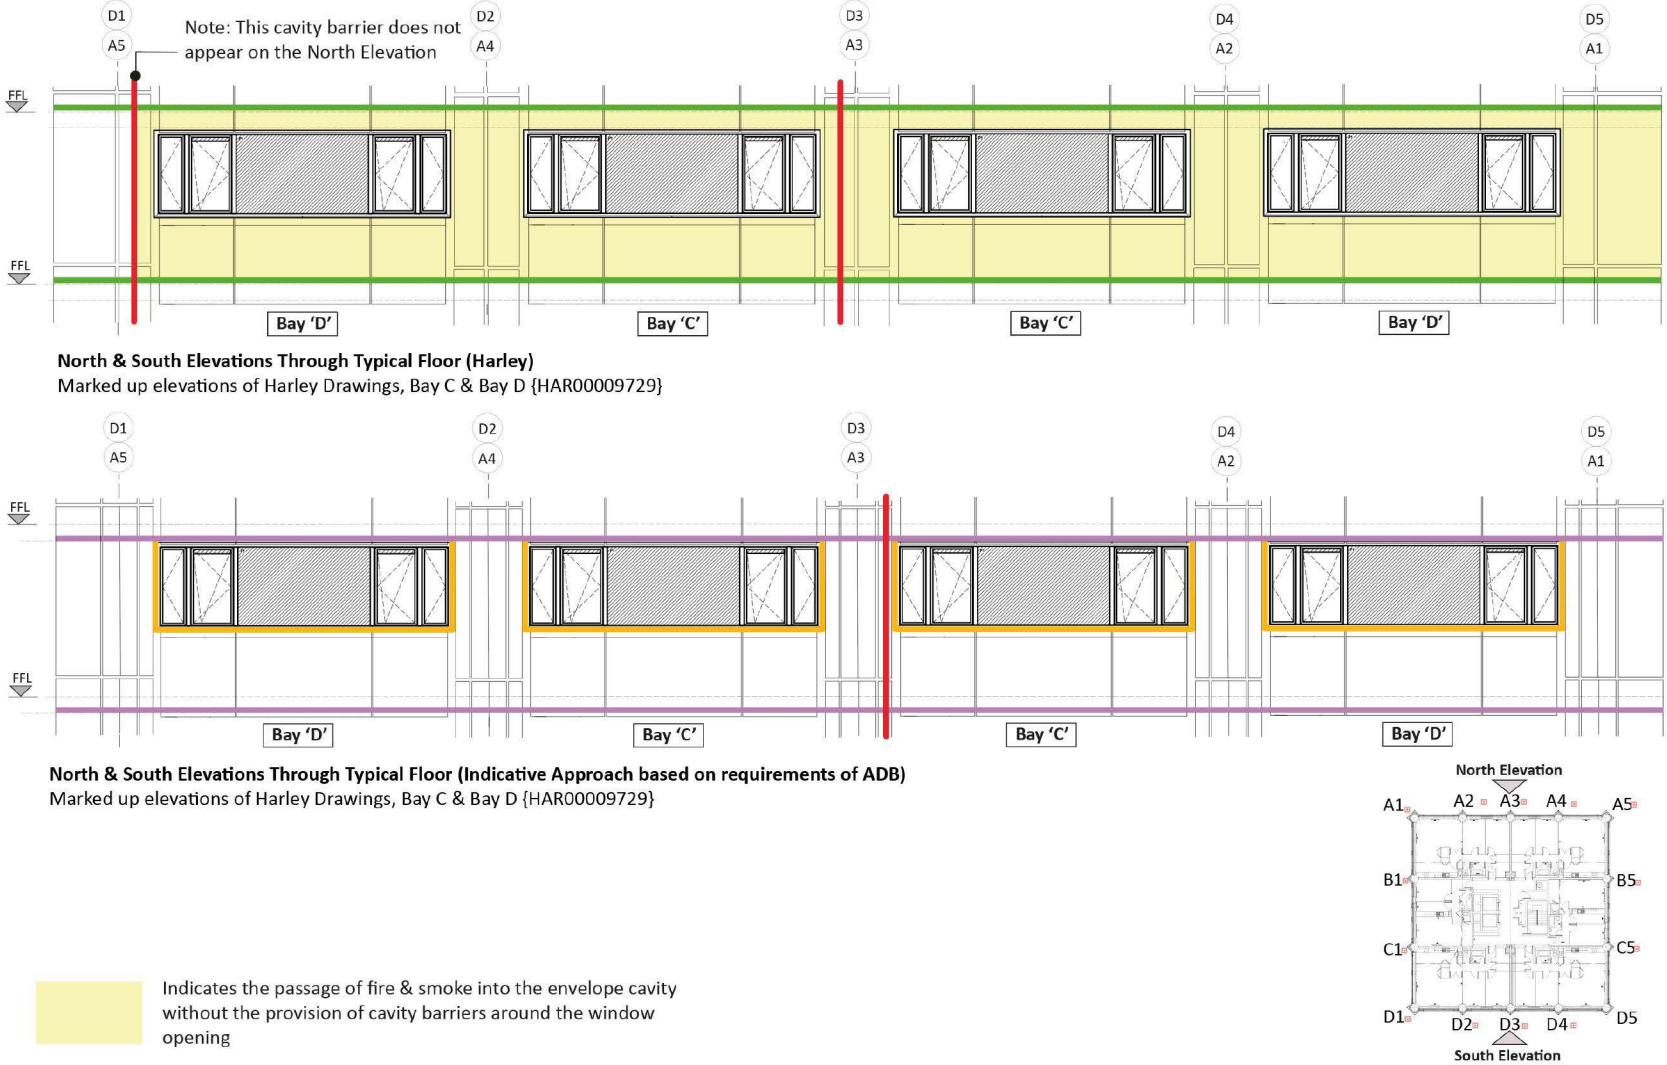 D1
A5
Note: This cavity barrier does not
appear on the North Elevation
D2
A4
D3
A3
D4
A2
D5
A1
FFL
FFL
Bay ‘D’
Bay ‘C’
Bay ‘C’
Bay ‘D’
North & South Elevations Through Typical Floor (Harley)
Marked up elevations of Harley Drawings, Bay C & Bay D {HAR00009729}
D1
A5
D2
A4
D3
A3
D4
A2
D5
A1
FFL
FFL
Bay ‘D’
Bay ‘C’
Bay ‘C’
Bay ‘D’
North & South Elevations Through Typical Floor (Indicative Approach based on requirements of ADB)
Marked up elevations of Harley Drawings, Bay C & Bay D {HAR00009729}
North Elevation
A1 A2 A3 A4 A5
B1 B5
C1 C5
D1 D2 D3 D4 D5
South Elevation
Indicates the passage of fire & smoke into the envelope cavity
without the provision of cavity barriers around the window
opening